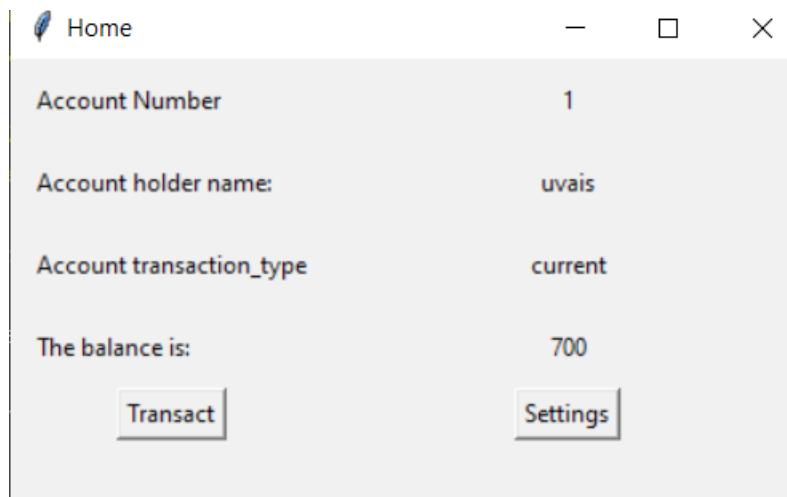 Home
Account Number 1
Account holder name: uvais
Account transaction_type current
The balance is: 700
Transact Settings